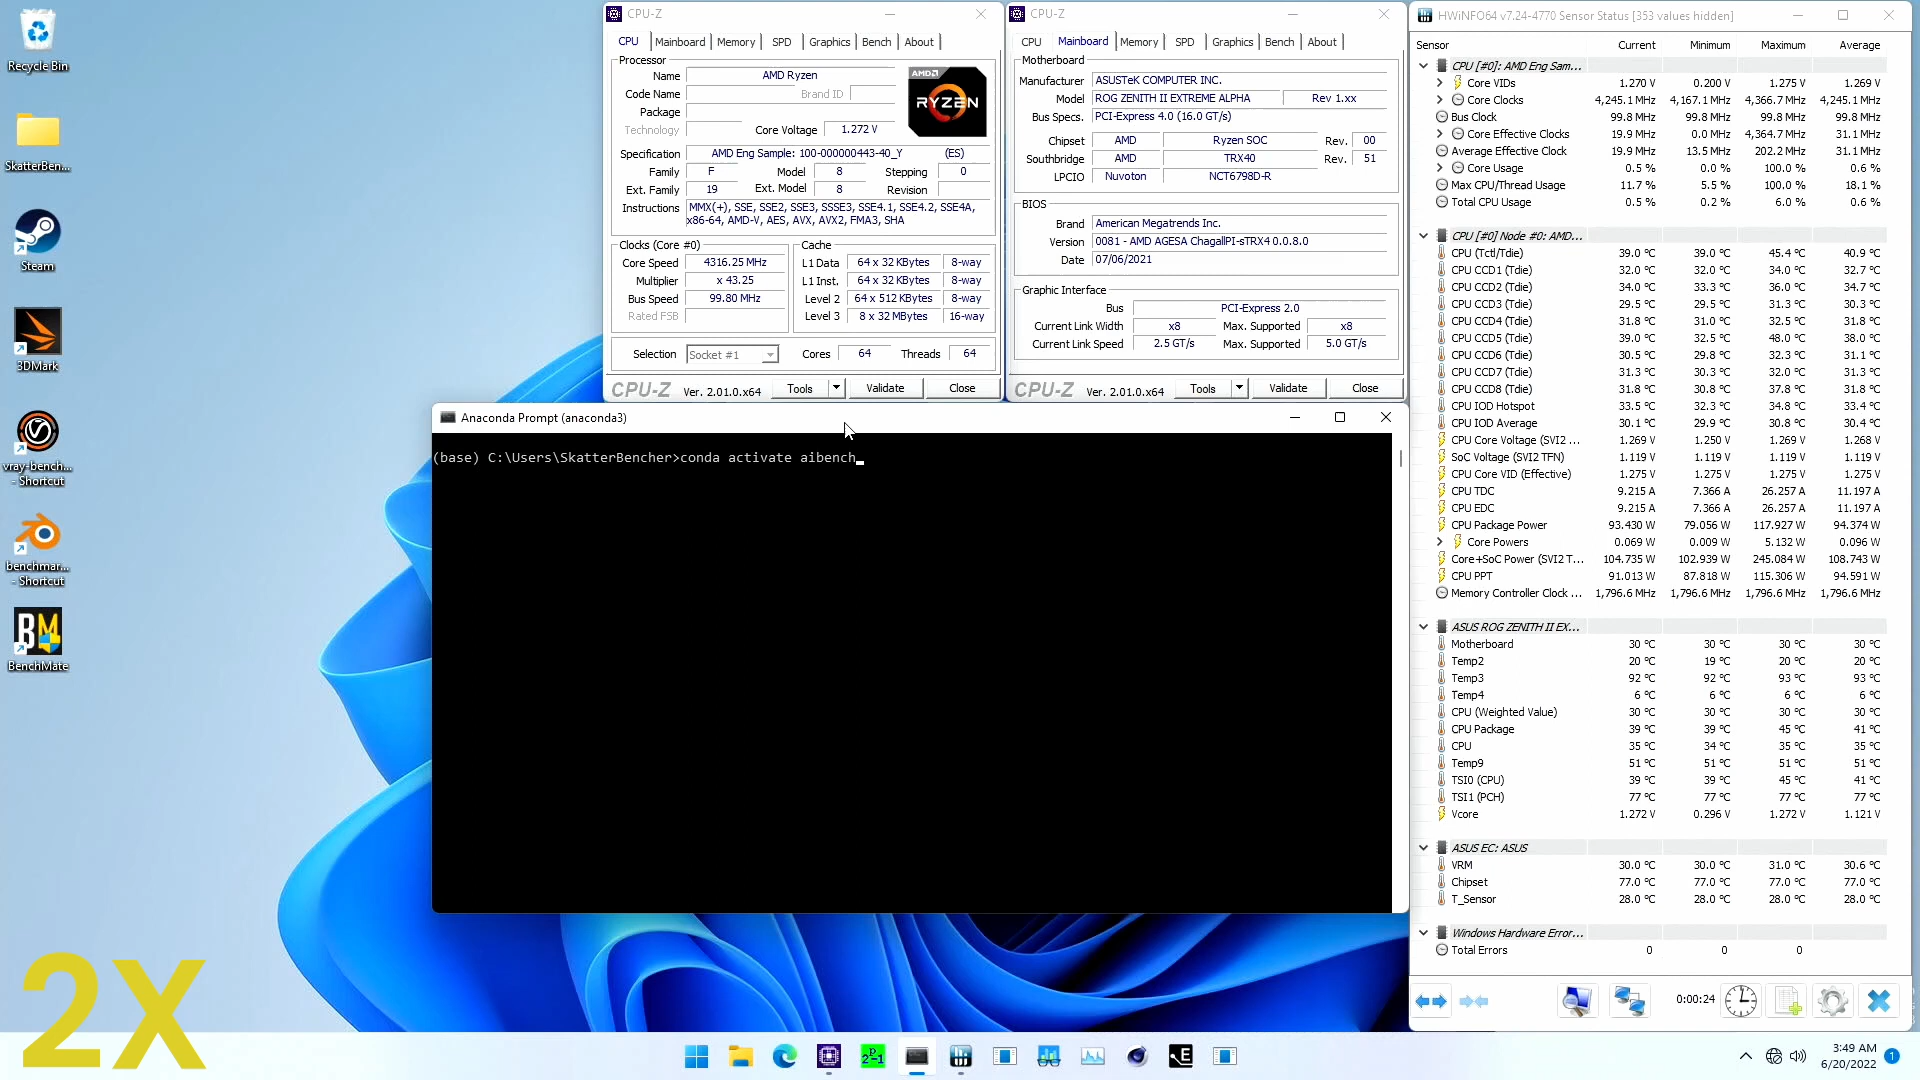 Recycle Bin
SkatterBen...
Steam
3DMark
vray-bench...
- Shortcut
benchmar...
- Shortcut
BM
BenchMate
2X
CPU-Z
CPU Mainboard Memory SPD Graphics Bench About
Processor
Name AMD Ryzen
Code Name Brand ID
Package
Technology Core Voltage 1.272 V
AMD
RYZEN
Specification AMD Eng Sample: 100-000000443-40_Y (ES)
Family F Model 8 Stepping 0
Ext. Family 19 Ext. Model 8 Revision
Instructions MMX(+), SSE, SSE2, SSE3, SSSE3, SSE4.1, SSE4.2, SSE4A,
x86-64, AMD-V, AES, AVX, AVX2, FMA3, SHA
Clocks (Core #0)
Core Speed 4316.25 MHz
Multiplier x 43.25
Bus Speed 99.80 MHz
Rated FSB
Cache
L1 Data 64 x 32 KBytes 8-way
L1 Inst. 64 x 32 KBytes 8-way
Level 2 64 x 512 KBytes 8-way
Level 3 8 x 32 MBytes 16-way
Selection Socket #1 Cores 64 Threads 64
CPU-Z Ver. 2.01.0.x64 Tools Validate Close
CPU-Z
CPU Mainboard Memory SPD Graphics Bench About
Motherboard
Manufacturer ASUSTeK COMPUTER INC.
Model ROG ZENITH II EXTREME ALPHA Rev 1.xx
Bus Specs. PCI-Express 4.0 (16.0 GT/s)
Chipset AMD Ryzen SOC Rev. 00
Southbridge AMD TRX40 Rev. 51
LPCIO Nuvoton NCT6798D-R
BIOS
Brand American Megatrends Inc.
Version 0081 - AMD AGESA ChagallPI-sTRX4 0.0.8.0
Date 07/06/2021
Graphic Interface
Bus PCI-Express 2.0
Current Link Width x8 Max. Supported x8
Current Link Speed 2.5 GT/s Max. Supported 5.0 GT/s
CPU-Z Ver. 2.01.0.x64 Tools Validate Close
Anaconda Prompt (anaconda3)
(base) C:\Users\SkatterBencher>conda activate aibench
HWiNFO64 v7.24-4770 Sensor Status [353 values hidden]
Sensor Current Minimum Maximum Average
CPU [#0]: AMD Eng Sam...
Core VIDs 1.270 V 0.200 V 1.275 V 1.269 V
Core Clocks 4,245.1 MHz 4,167.1 MHz 4,366.7 MHz 4,245.1 MHz
Bus Clock 99.8 MHz 99.8 MHz 99.8 MHz 99.8 MHz
Core Effective Clocks 19.9 MHz 0.0 MHz 4,364.7 MHz 31.1 MHz
Average Effective Clock 19.9 MHz 13.5 MHz 202.2 MHz 31.1 MHz
Core Usage 0.5 % 0.0 % 100.0 % 0.6 %
Max CPU/Thread Usage 11.7 % 5.5 % 100.0 % 18.1 %
Total CPU Usage 0.5 % 0.2 % 6.0 % 0.6 %
CPU [#0] Node #0: AMD...
CPU (Tctl/Tdie) 39.0 °C 39.0 °C 45.4 °C 40.9 °C
CPU CCD1 (Tdie) 32.0 °C 32.0 °C 34.0 °C 32.7 °C
CPU CCD2 (Tdie) 34.0 °C 33.3 °C 36.0 °C 34.7 °C
CPU CCD3 (Tdie) 29.5 °C 29.5 °C 31.3 °C 30.3 °C
CPU CCD4 (Tdie) 31.8 °C 31.0 °C 32.5 °C 31.8 °C
CPU CCD5 (Tdie) 39.0 °C 32.5 °C 48.0 °C 38.0 °C
CPU CCD6 (Tdie) 30.5 °C 29.8 °C 32.3 °C 31.1 °C
CPU CCD7 (Tdie) 31.3 °C 30.3 °C 32.0 °C 31.3 °C
CPU CCD8 (Tdie) 31.8 °C 30.8 °C 37.8 °C 31.8 °C
CPU IOD Hotspot 33.5 °C 32.3 °C 34.8 °C 33.4 °C
CPU IOD Average 30.1 °C 29.9 °C 30.8 °C 30.4 °C
CPU Core Voltage (SVI2 ... 1.269 V 1.250 V 1.269 V 1.268 V
SoC Voltage (SVI2 TFN) 1.119 V 1.119 V 1.119 V 1.119 V
CPU Core VID (Effective) 1.275 V 1.275 V 1.275 V 1.275 V
CPU TDC 9.215 A 7.366 A 26.257 A 11.197 A
CPU EDC 9.215 A 7.366 A 26.257 A 11.197 A
CPU Package Power 93.430 W 79.056 W 117.927 W 94.374 W
Core Powers 0.069 W 0.009 W 5.132 W 0.096 W
Core+SoC Power (SVI2 T... 104.735 W 102.939 W 245.084 W 108.743 W
CPU PPT 91.013 W 87.818 W 115.306 W 94.591 W
Memory Controller Clock ... 1,796.6 MHz 1,796.6 MHz 1,796.6 MHz 1,796.6 MHz
ASUS ROG ZENITH II EX...
Motherboard 30 °C 30 °C 30 °C 30 °C
Temp2 20 °C 19 °C 20 °C 20 °C
Temp3 92 °C 92 °C 93 °C 93 °C
Temp4 6 °C 6 °C 6 °C 6 °C
CPU (Weighted Value) 30 °C 30 °C 30 °C 30 °C
CPU Package 39 °C 39 °C 45 °C 41 °C
CPU 35 °C 34 °C 35 °C 35 °C
Temp9 51 °C 51 °C 51 °C 51 °C
TSI0 (CPU) 39 °C 39 °C 45 °C 41 °C
TSI1 (PCH) 77 °C 77 °C 77 °C 77 °C
Vcore 1.272 V 0.296 V 1.272 V 1.121 V
ASUS EC: ASUS
VRM 30.0 °C 30.0 °C 31.0 °C 30.6 °C
Chipset 77.0 °C 77.0 °C 77.0 °C 77.0 °C
T_Sensor 28.0 °C 28.0 °C 28.0 °C 28.0 °C
Windows Hardware Error...
Total Errors 0 0 0
0:00:24
3:49 AM
6/20/2022
1